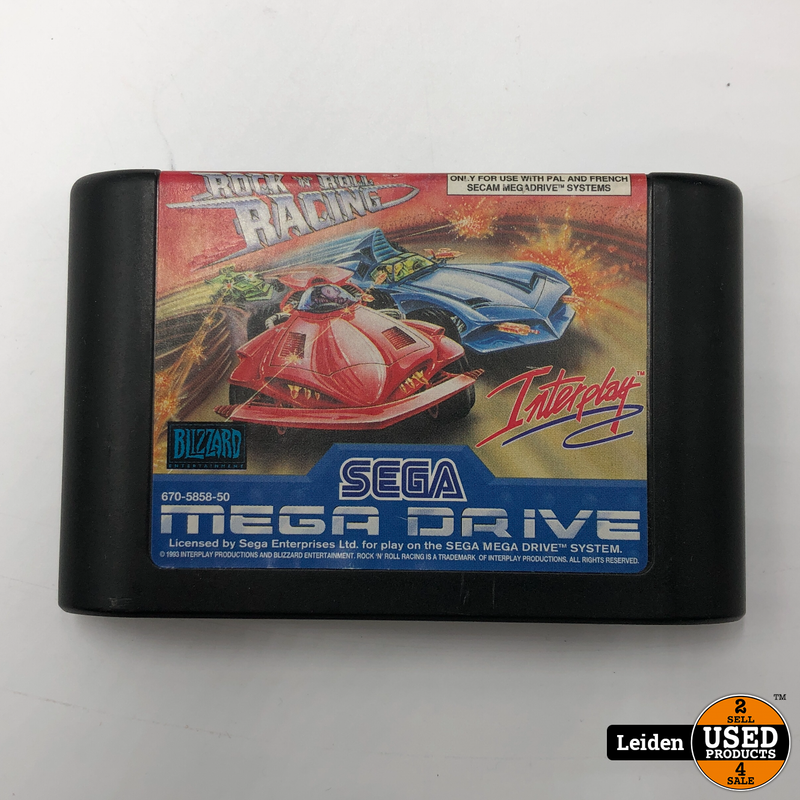 ROCK 'N' ROLL
RACING
ONLY FOR USE WITH PAL AND FRENCH
SECAM MEGADRIVE™ SYSTEMS
Interplay™
BLIZZARD
ENTERTAINMENT
SEGA
670-5858-50
MEGA DRIVE
Licensed by Sega Enterprises Ltd. for play on the SEGA MEGA DRIVE™ SYSTEM.
© 1993 INTERPLAY PRODUCTIONS AND BLIZZARD ENTERTAINMENT. ROCK 'N' ROLL RACING IS A TRADEMARK OF INTERPLAY PRODUCTIONS. ALL RIGHTS RESERVED.
Leiden
2
SELL
USED
PRODUCTS
4
SALE
™